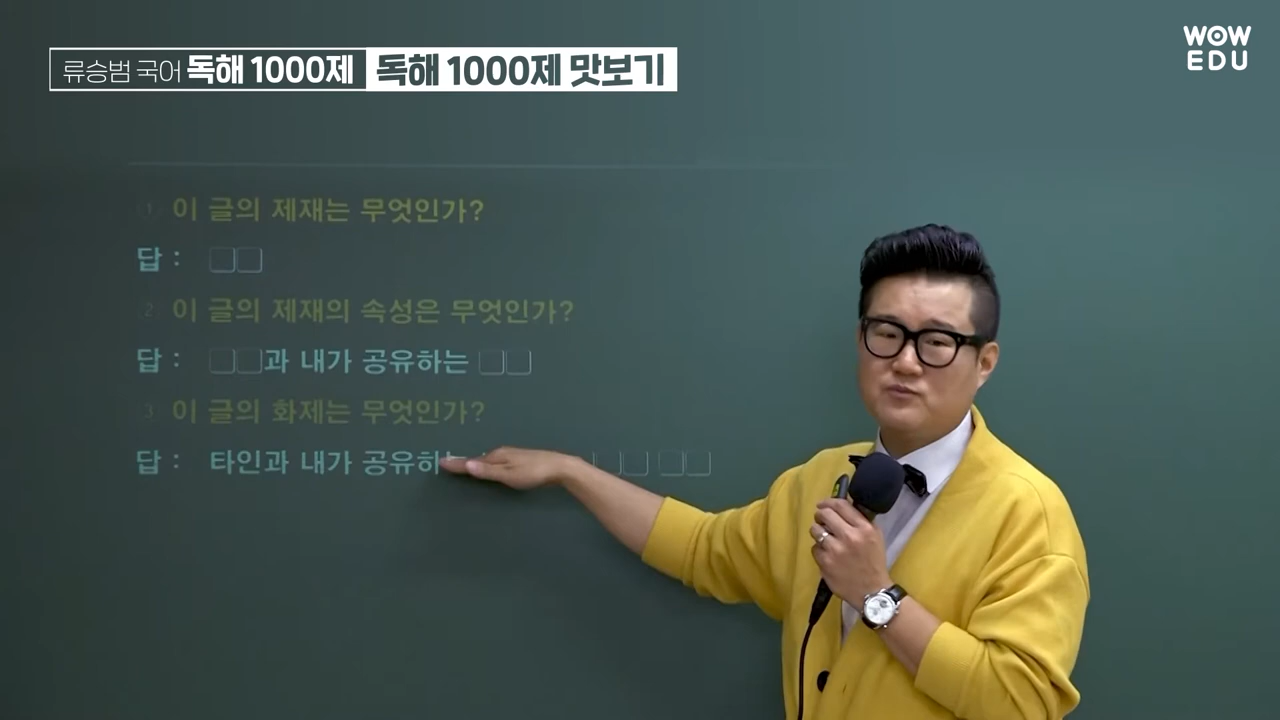 류승범 국어 독해 1000제 독해 1000제 맛보기
WOW
EDU
1 이 글의 제재는 무엇인가?
답 : □□
2 이 글의 제재의 속성은 무엇인가?
답 : □□과 내가 공유하는 □□
3 이 글의 화제는 무엇인가?
답 : 타인과 내가 공유하는 □□ □□